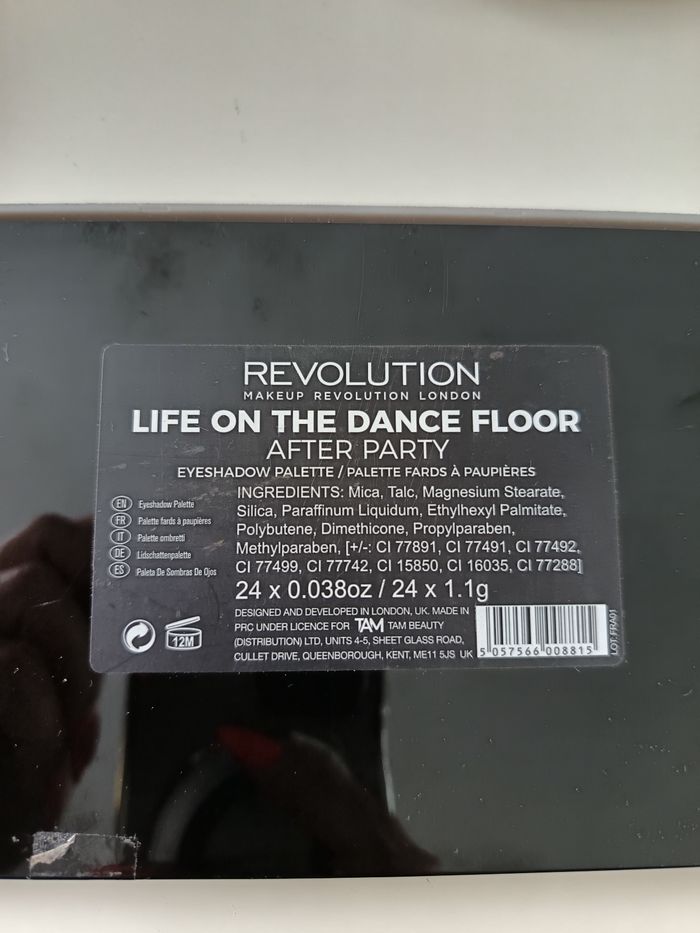 REVOLUTION
MAKEUP REVOLUTION LONDON
LIFE ON THE DANCE FLOOR
AFTER PARTY
EYESHADOW PALETTE / PALETTE FARDS À PAUPIÈRES
EN Eyeshadow Palette
FR Palette fards à paupières
IT Palette ombretti
DE Lidschattenpalette
ES Paleta De Sombras De Ojos
INGREDIENTS: Mica, Talc, Magnesium Stearate,
Silica, Paraffinum Liquidum, Ethylhexyl Palmitate,
Polybutene, Dimethicone, Propylparaben,
Methylparaben, [+/-: CI 77891, CI 77491, CI 77492,
CI 77499, CI 77742, CI 15850, CI 16035, CI 77288]
24 x 0.038oz / 24 x 1.1g
12M
DESIGNED AND DEVELOPED IN LONDON, UK. MADE IN
PRC UNDER LICENCE FOR TAM TAM BEAUTY
(DISTRIBUTION) LTD, UNITS 4-5, SHEET GLASS ROAD,
CULLET DRIVE, QUEENBOROUGH, KENT, ME11 5JS UK
5 057566 008815
LOT: FRA01